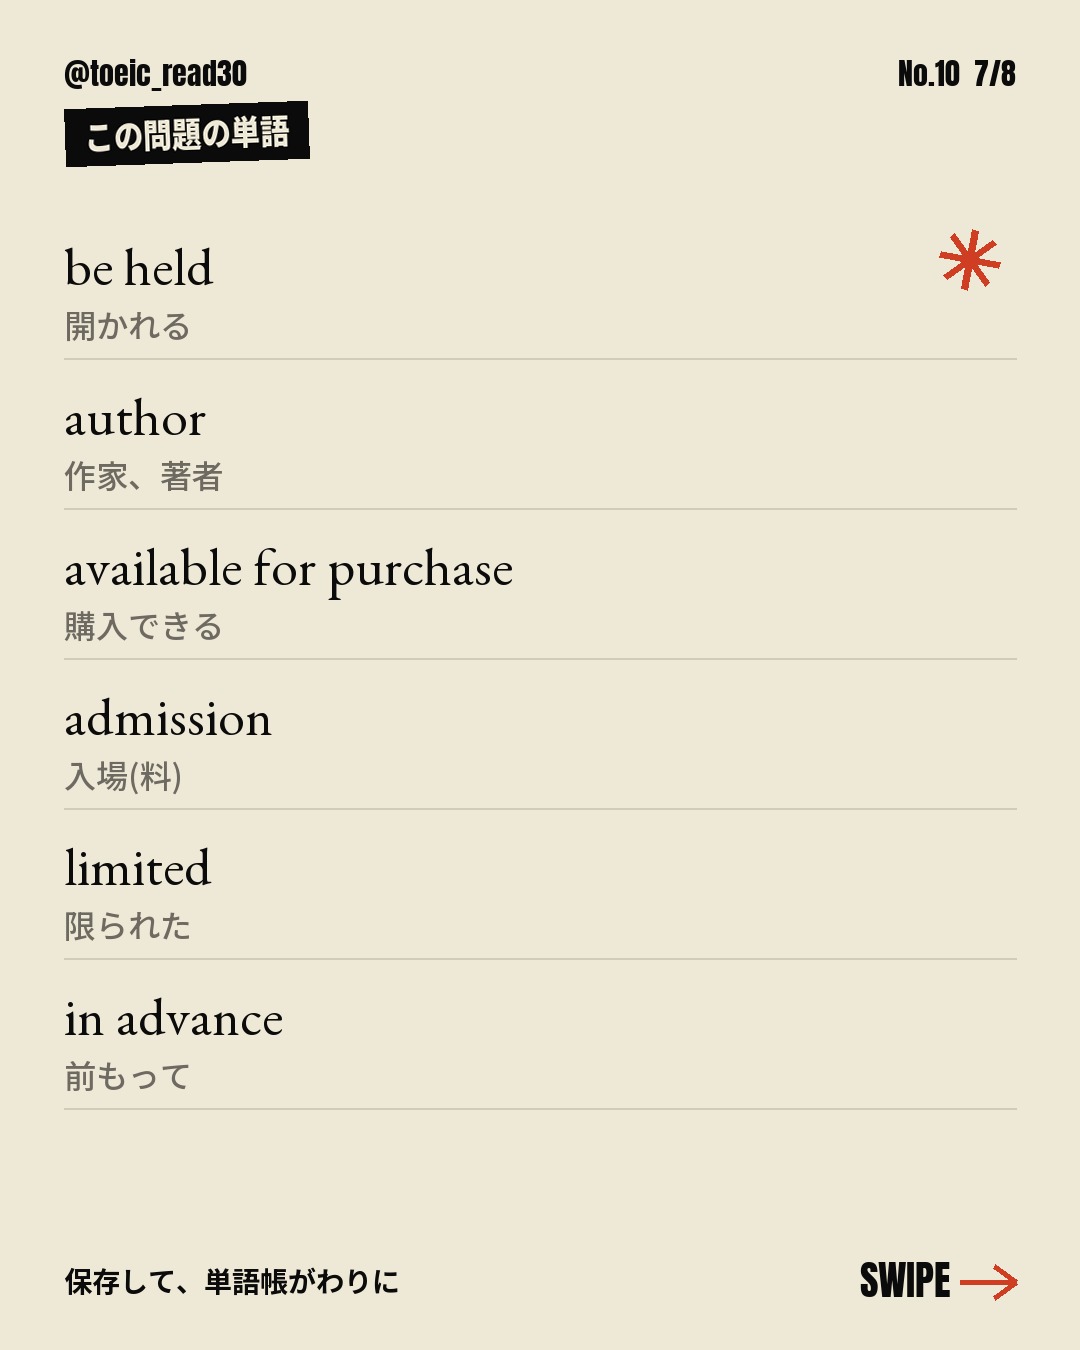 @toeic_read30
No.10 7/8
この問題の単語
be held
開かれる
author
作家、著者
available for purchase
購入できる
admission
入場(料)
limited
限られた
in advance
前もって
保存して、単語帳がわりに
SWIPE